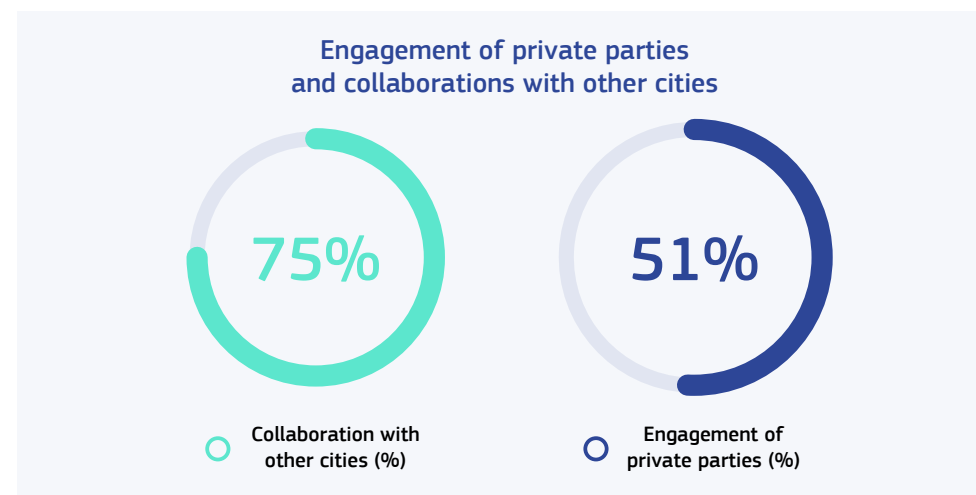 Engagement of private parties
and collaborations with other cities
75%
51%
Collaboration with
other cities (%)
Engagement of
private parties (%)